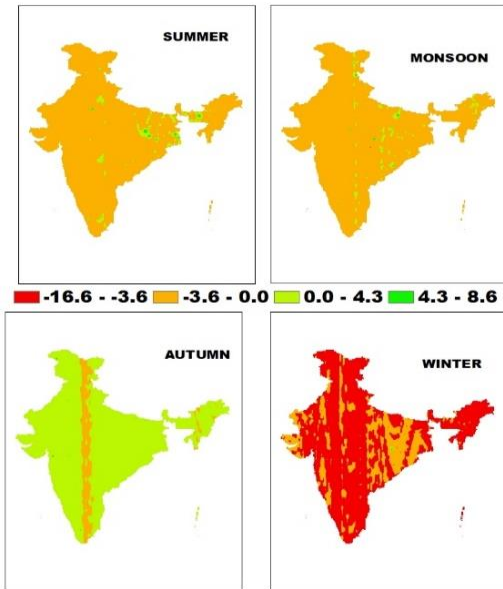 SUMMER
MONSOON
-16.6 - -3.6 -3.6 - 0.0 0.0 - 4.3 4.3 - 8.6
AUTUMN
WINTER